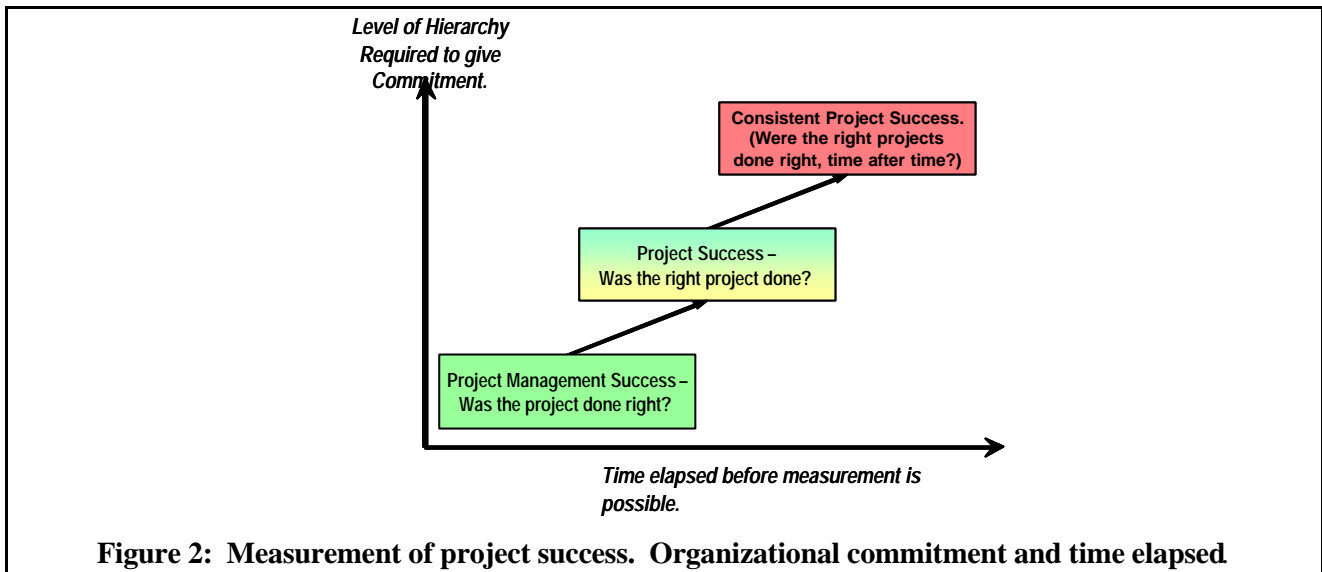 Level of Hierarchy
Required to give
Commitment.
Consistent Project Success.
(Were the right projects
done right, time after time?)
Project Success –
Was the right project done?
Project Management Success –
Was the project done right?
Time elapsed before measurement is
possible.
Figure 2: Measurement of project success. Organizational commitment and time elapsed.